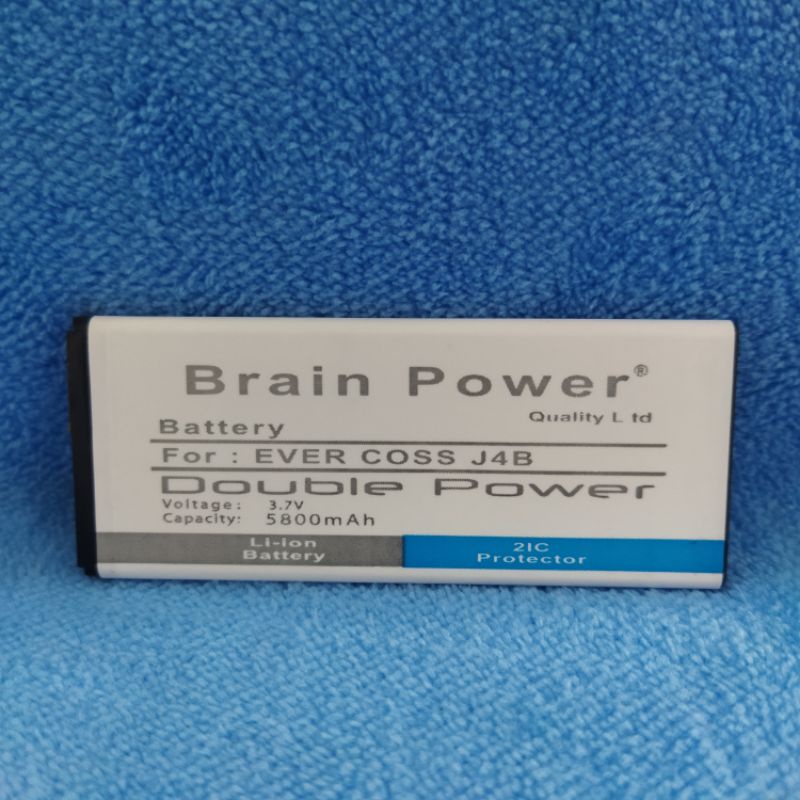 Brain Power®
Quality L td
Battery
For : EVER COSS J4B
Double Power
Voltage: 3.7V
Capacity: 5800mAh
Li-ion
Battery
2IC
Protector